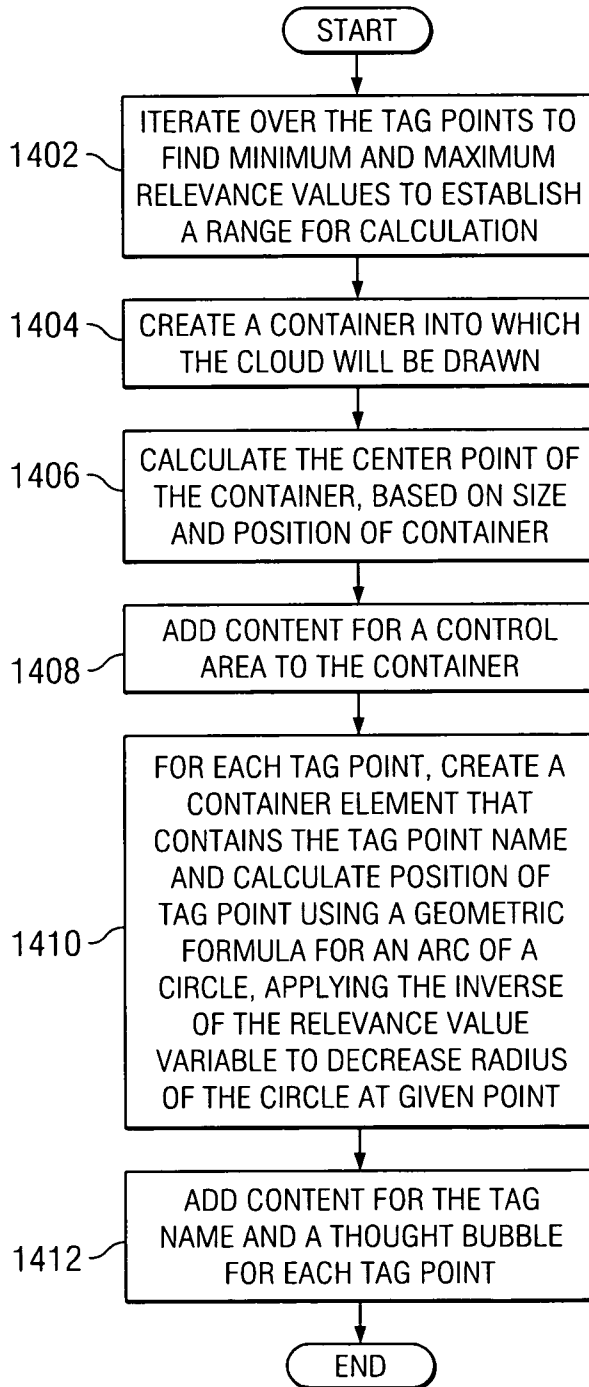 START
1402
ITERATE OVER THE TAG POINTS TO
FIND MINIMUM AND MAXIMUM
RELEVANCE VALUES TO ESTABLISH
A RANGE FOR CALCULATION
1404
CREATE A CONTAINER INTO WHICH
THE CLOUD WILL BE DRAWN
1406
CALCULATE THE CENTER POINT OF
THE CONTAINER, BASED ON SIZE
AND POSITION OF CONTAINER
1408
ADD CONTENT FOR A CONTROL
AREA TO THE CONTAINER
1410
FOR EACH TAG POINT, CREATE A
CONTAINER ELEMENT THAT
CONTAINS THE TAG POINT NAME
AND CALCULATE POSITION OF
TAG POINT USING A GEOMETRIC
FORMULA FOR AN ARC OF A
CIRCLE, APPLYING THE INVERSE
OF THE RELEVANCE VALUE
VARIABLE TO DECREASE RADIUS
OF THE CIRCLE AT GIVEN POINT
1412
ADD CONTENT FOR THE TAG
NAME AND A THOUGHT BUBBLE
FOR EACH TAG POINT
END